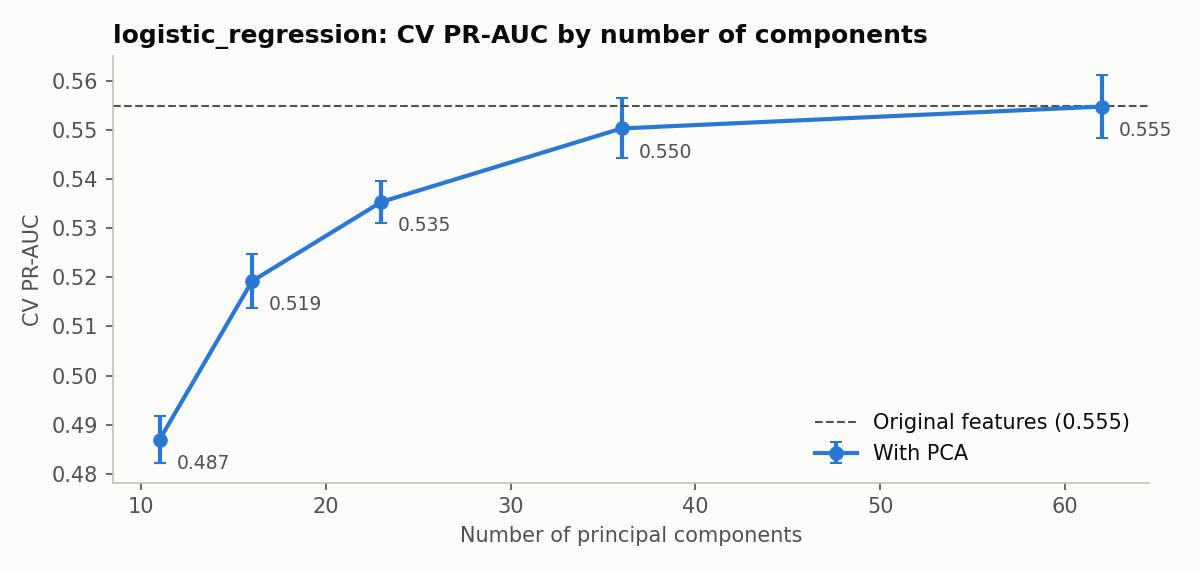 logistic_regression: CV PR-AUC by number of components
CV PR-AUC
0.56
0.55
0.54
0.53
0.52
0.51
0.50
0.49
0.48
0.487
0.519
0.535
0.550
0.555
Original features (0.555)
With PCA
10 20 30 40 50 60
Number of principal components